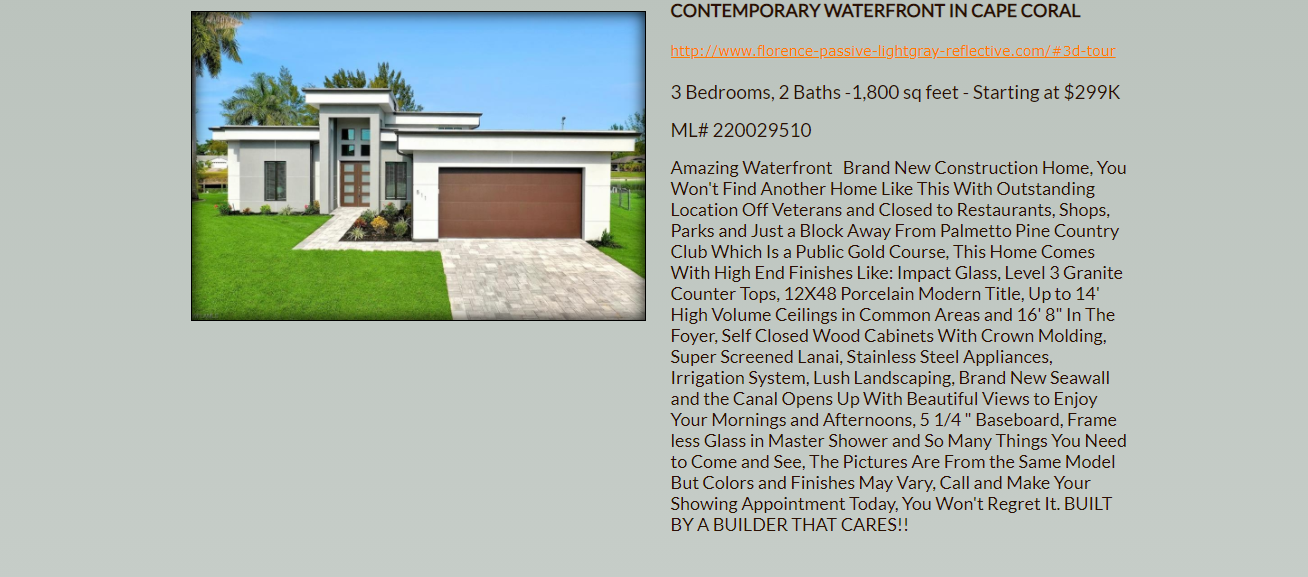 CONTEMPORARY WATERFRONT IN CAPE CORAL
http://www.florence-passive-lightgray-reflective.com/#3d-tour
3 Bedrooms, 2 Baths -1,800 sq feet - Starting at $299K
ML# 220029510
Amazing Waterfront  Brand New Construction Home, You
Won't Find Another Home Like This With Outstanding
Location Off Veterans and Closed to Restaurants, Shops,
Parks and Just a Block Away From Palmetto Pine Country
Club Which Is a Public Gold Course, This Home Comes
With High End Finishes Like: Impact Glass, Level 3 Granite
Counter Tops, 12X48 Porcelain Modern Title, Up to 14'
High Volume Ceilings in Common Areas and 16' 8" In The
Foyer, Self Closed Wood Cabinets With Crown Molding,
Super Screened Lanai, Stainless Steel Appliances,
Irrigation System, Lush Landscaping, Brand New Seawall
and the Canal Opens Up With Beautiful Views to Enjoy
Your Mornings and Afternoons, 5 1/4 " Baseboard, Frame
less Glass in Master Shower and So Many Things You Need
to Come and See, The Pictures Are From the Same Model
But Colors and Finishes May Vary, Call and Make Your
Showing Appointment Today, You Won't Regret It. BUILT
BY A BUILDER THAT CARES!!